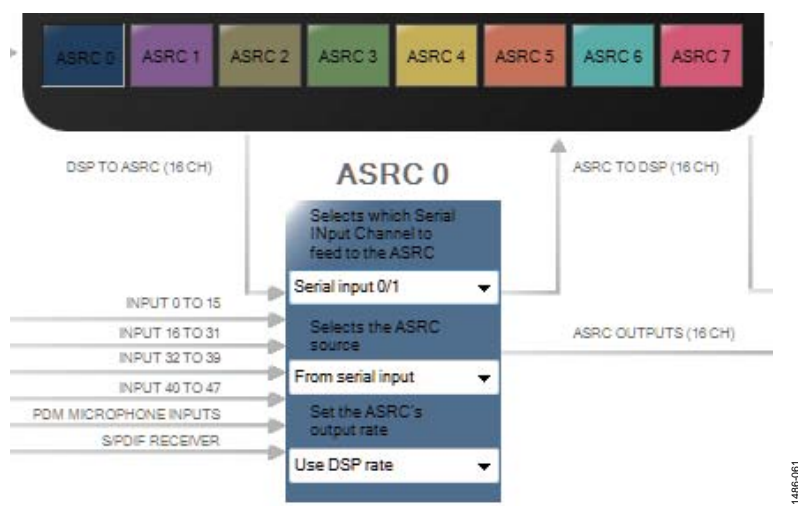 ASRC 0
ASRC 1
ASRC 2
ASRC 3
ASRC 4
ASRC 5
ASRC 6
ASRC 7
DSP TO ASRC (16 CH)
ASRC 0
ASRC TO DSP (16 CH)
Selects which Serial
INput Channel to
feed to the ASRC
Serial input 0/1
INPUT 0 TO 15
INPUT 16 TO 31
INPUT 32 TO 39
INPUT 40 TO 47
PDM MICROPHONE INPUTS
S/PDIF RECEIVER
Selects the ASRC
source
From serial input
Set the ASRC's
output rate
Use DSP rate
ASRC OUTPUTS (16 CH)